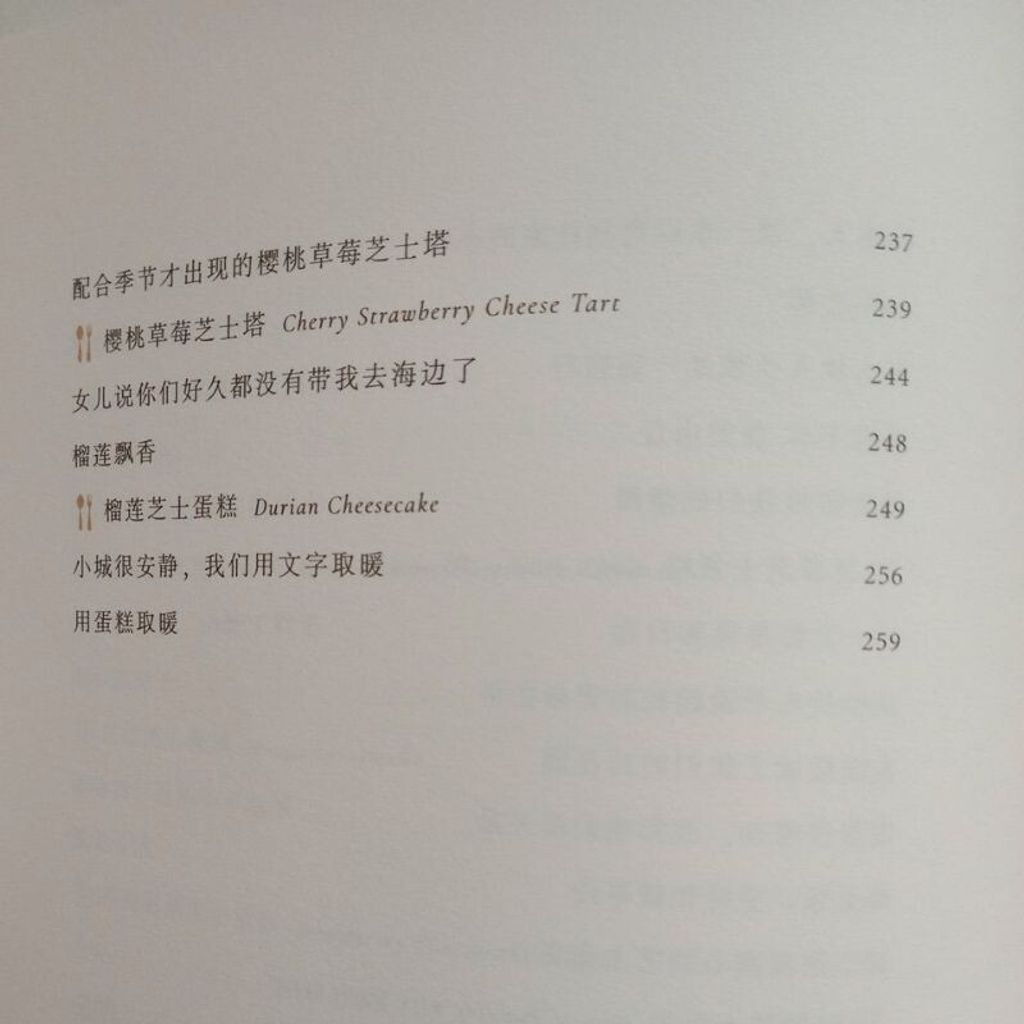 配合季节才出现的樱桃草莓芝士塔 237
樱桃草莓芝士塔 Cherry Strawberry Cheese Tart 239
女儿说你们好久都没有带我去海边了 244
榴莲飘香 248
榴莲芝士蛋糕 Durian Cheesecake 249
小城很安静，我们用文字取暖 256
用蛋糕取暖 259